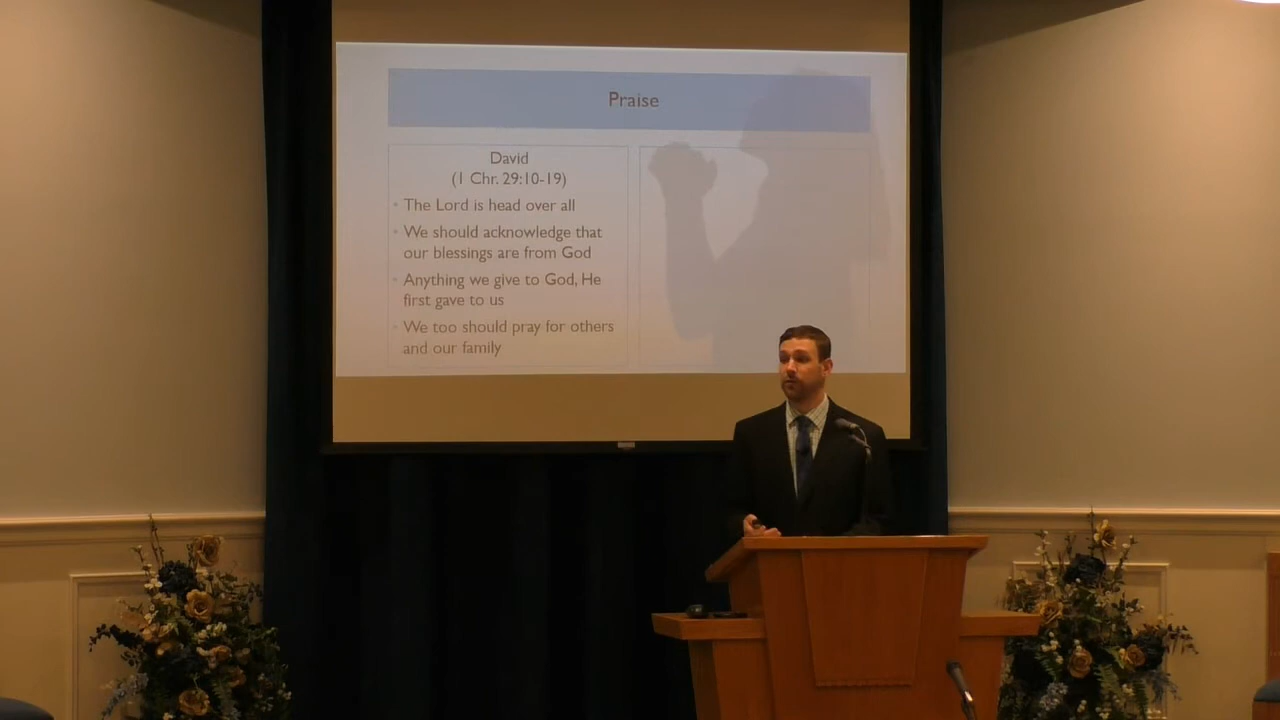 Praise
David
(1 Chr. 29:10-19)
• The Lord is head over all
• We should acknowledge that
our blessings are from God
• Anything we give to God, He
first gave to us
• We too should pray for others
and our family